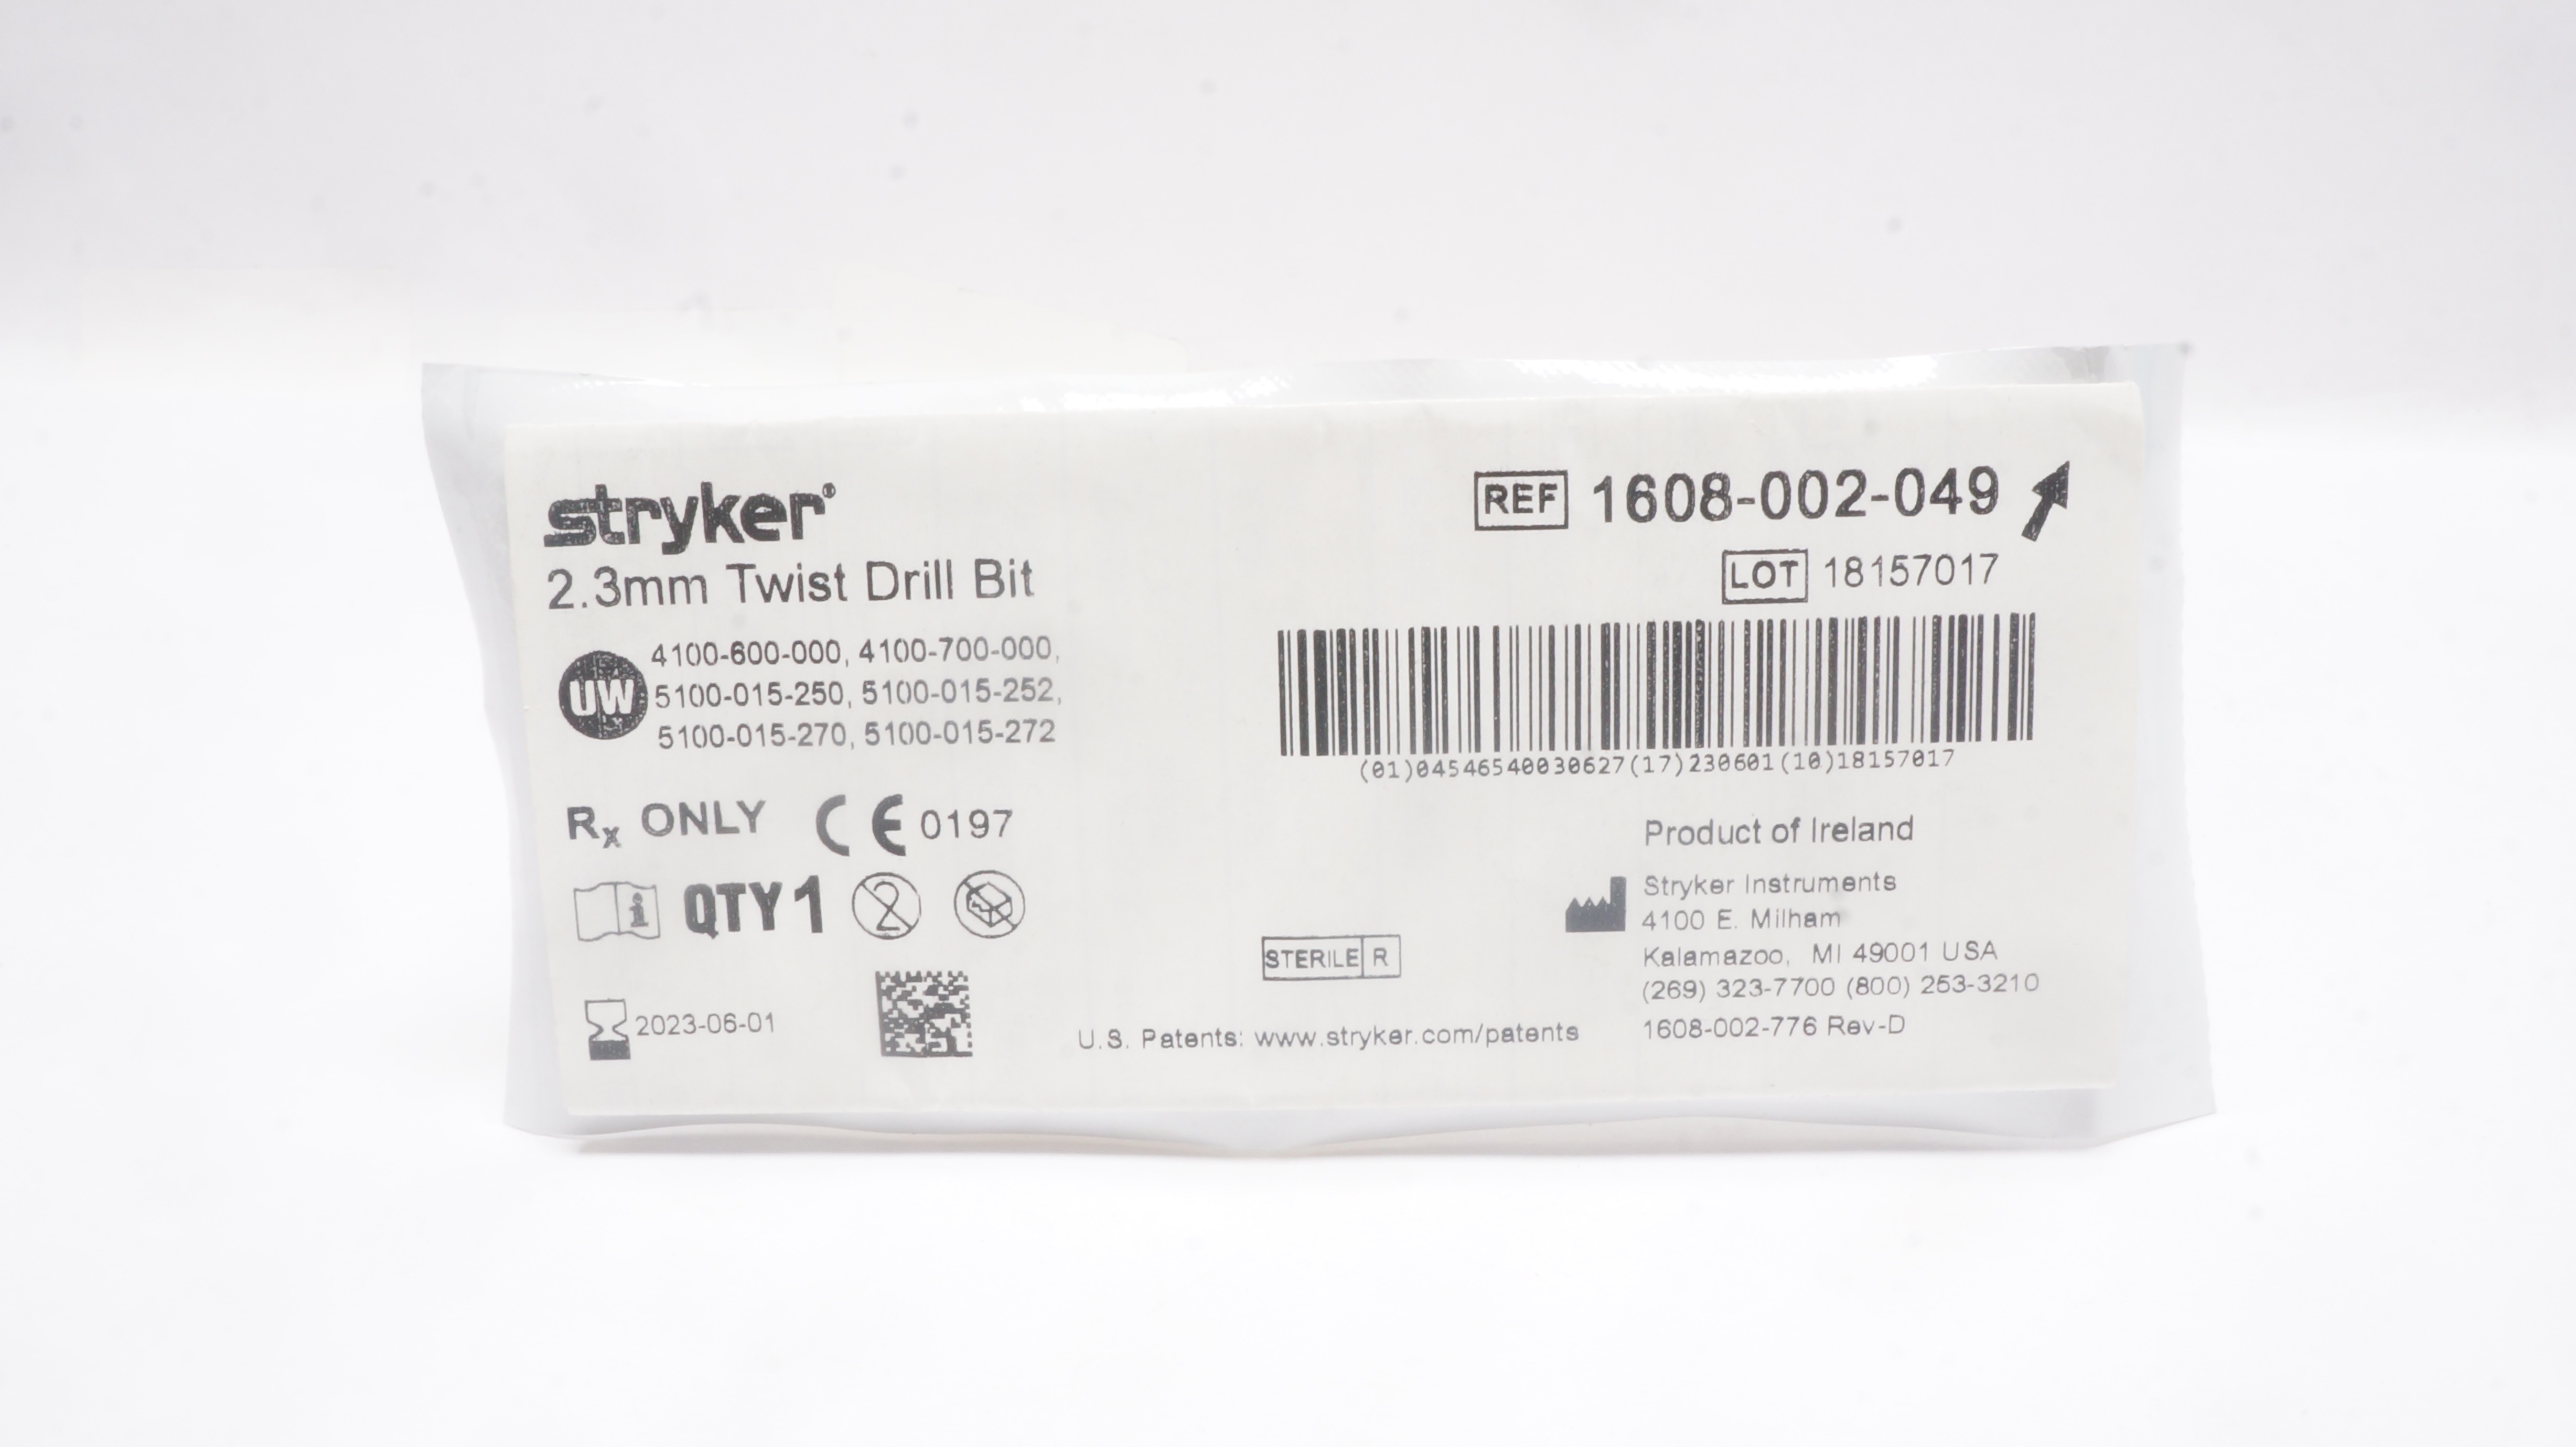 stryker®
2.3mm Twist Drill Bit
UW
4100-600-000, 4100-700-000,
5100-015-250, 5100-015-252,
5100-015-270, 5100-015-272
Rx ONLY CE 0197
i QTY 1 2
2023-06-01
REF 1608-002-049
LOT 18157017
(01)04546540030627(17)230601(10)18157017
Product of Ireland
Stryker Instruments
4100 E. Milham
Kalamazoo, MI 49001 USA
(269) 323-7700 (800) 253-3210
1608-002-776 Rev-D
STERILE R
U.S. Patents: www.stryker.com/patents